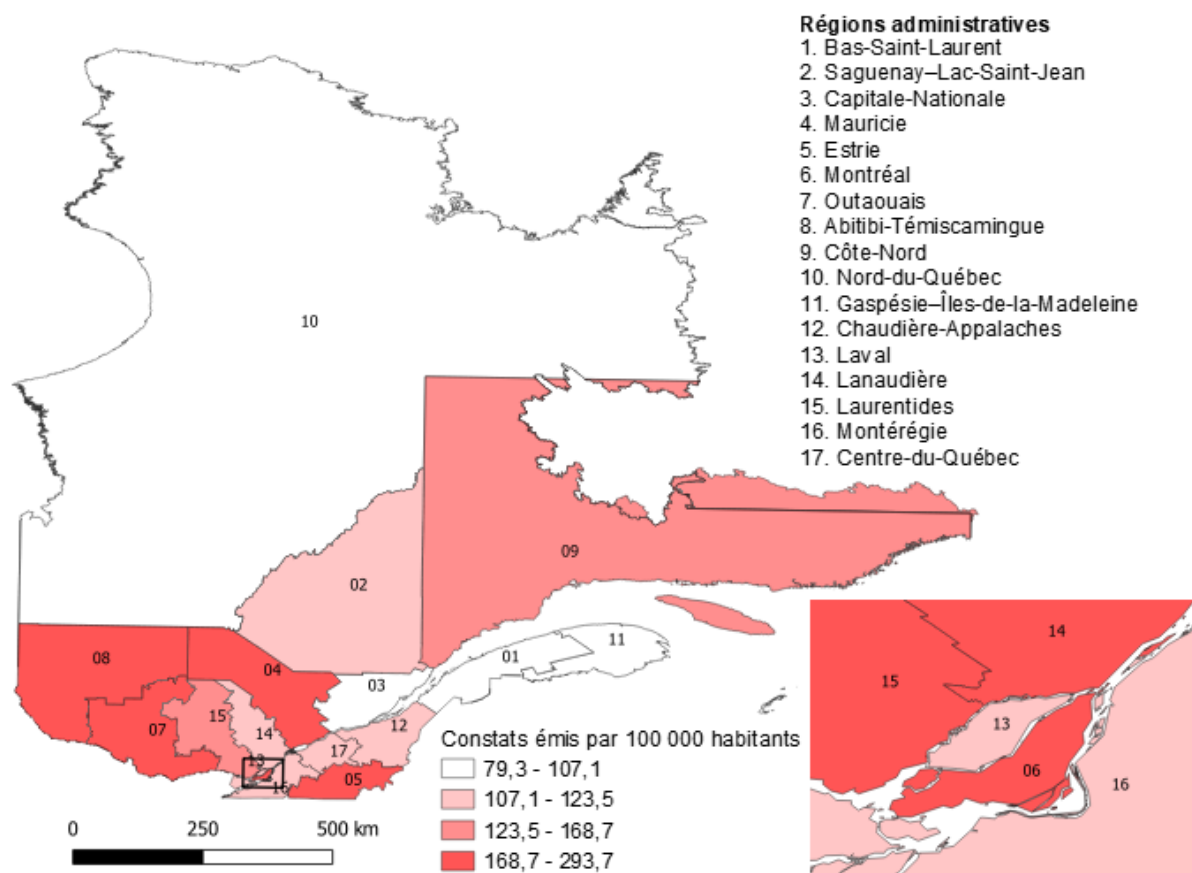 Régions administratives
1. Bas-Saint-Laurent
2. Saguenay–Lac-Saint-Jean
3. Capitale-Nationale
4. Mauricie
5. Estrie
6. Montréal
7. Outaouais
8. Abitibi-Témiscamingue
9. Côte-Nord
10. Nord-du-Québec
11. Gaspésie–Îles-de-la-Madeleine
12. Chaudière-Appalaches
13. Laval
14. Lanaudière
15. Laurentides
16. Montérégie
17. Centre-du-Québec
10
09
02
11
01
08
04
03
15
07
14
12
17
13
05
16
Constats émis par 100 000 habitants
79,3 - 107,1
107,1 - 123,5
123,5 - 168,7
168,7 - 293,7
0 250 500 km
14
15
13
06
16